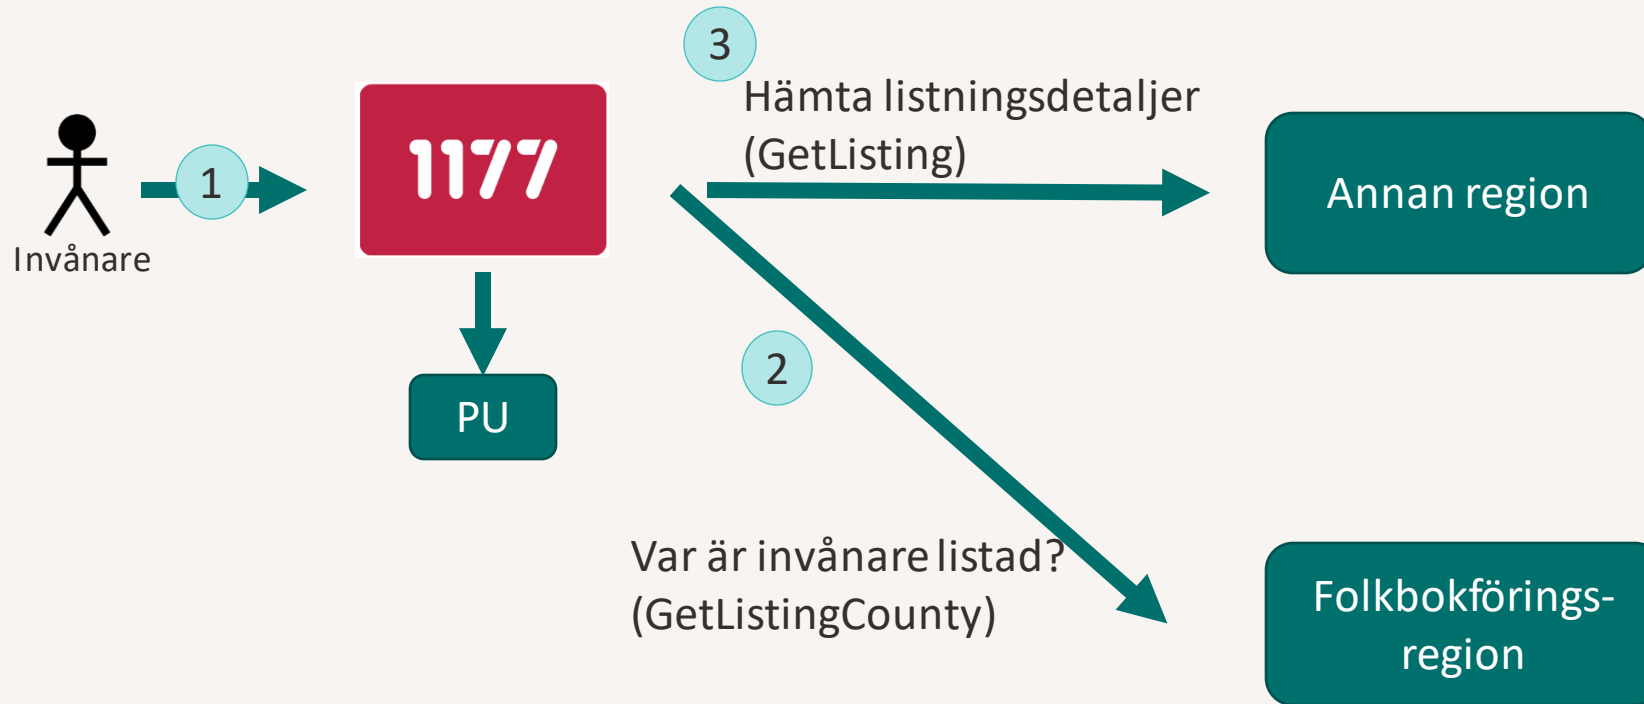 3
Hämta listningsdetaljer
(GetListing)
1177
1
Annan region
Invånare
2
PU
Var är invånare listad?
(GetListingCounty)
Folkbokförings-
region